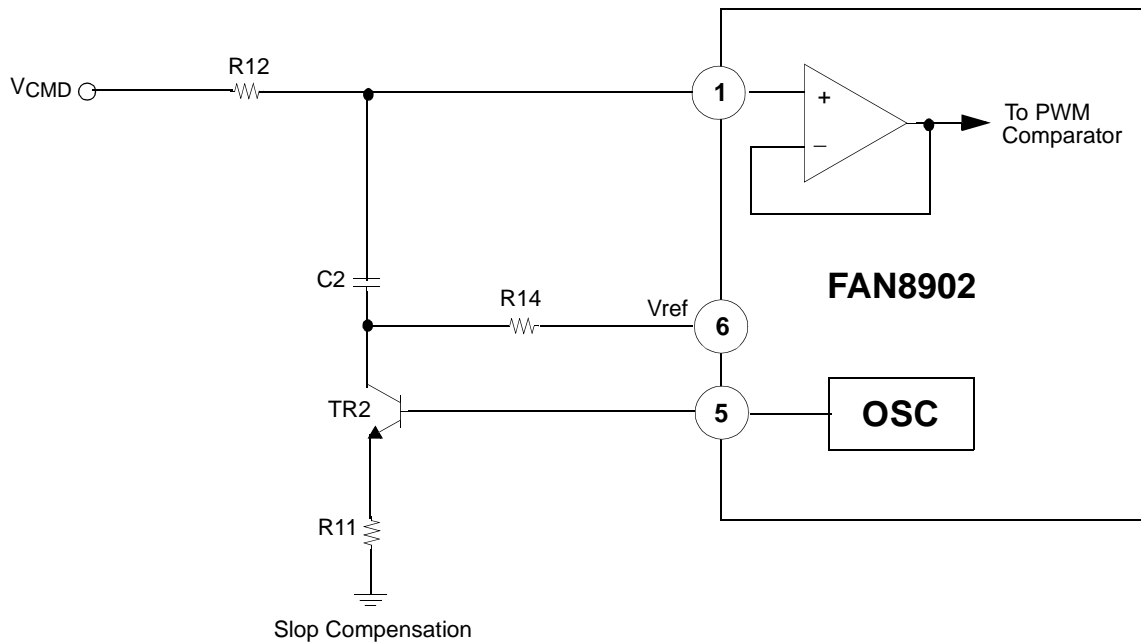 R12
VCMD
1
+
−
To PWM
Comparator
C2
R14
Vref
6
FAN8902
TR2
5
OSC
R11
Slop Compensation